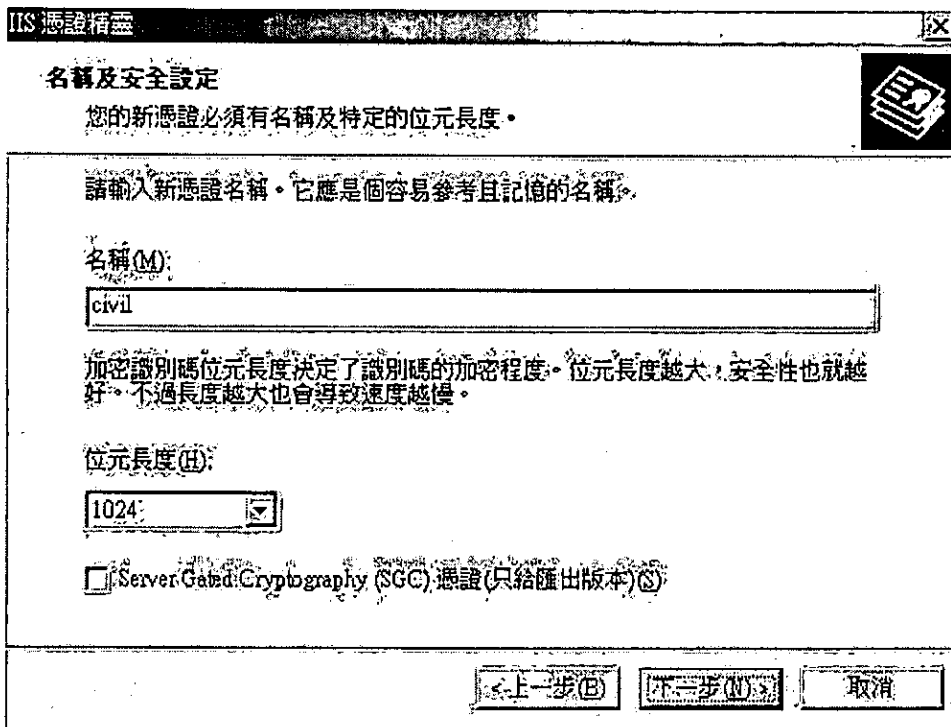 IIS 憑證精靈
名稱及安全設定
您的新憑證必須有名稱及特定的位元長度。
請輸入新憑證名稱。它應是個容易參考且記憶的名稱。
名稱(M):
civil
加密識別碼位元長度決定了識別碼的加密程度。位元長度越大，安全性也就越
好。不過長度越大也會導致速度越慢。
位元長度(H):
1024
Server Gated Cryptography (SGC) 憑證(只給匯出版本)(S)
<上一步(B) 下一步(N)> 取消